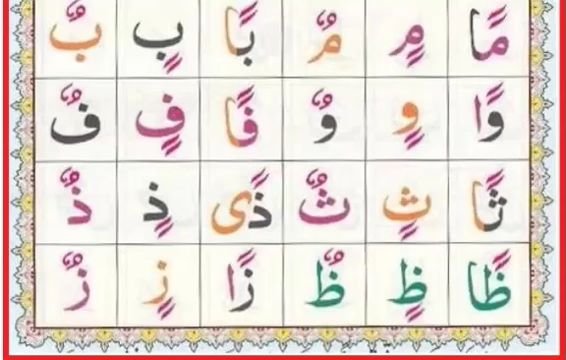 مًا مٍ مٌ بًا بٍ بٌ
وًا وٍ وٌ فًا فٍ فٌ
ثًا ثٍ ثٌ ذًى ذٍ ذٌ
ظًا ظٍ ظٌ زًا زٍ زٌ